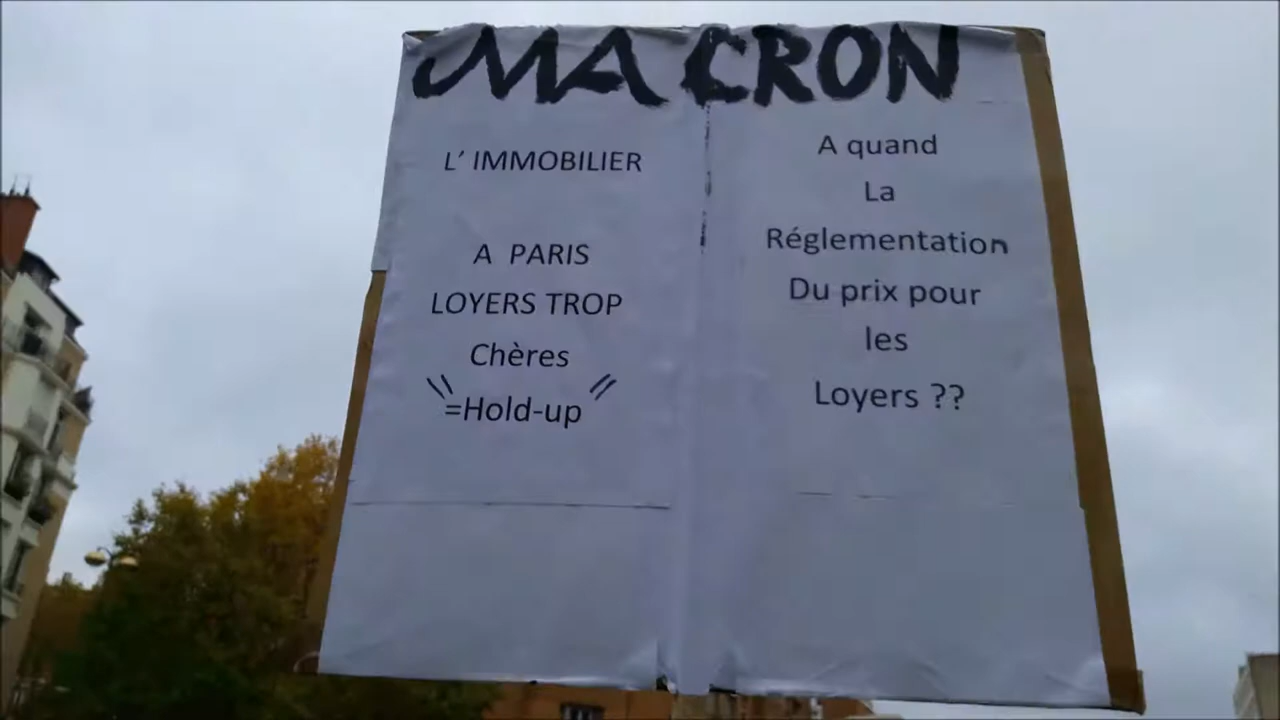 MACRON
L' IMMOBILIER
A PARIS
LOYERS TROP
Chères
=Hold-up
A quand
La
Réglementation
Du prix pour
les
Loyers ??